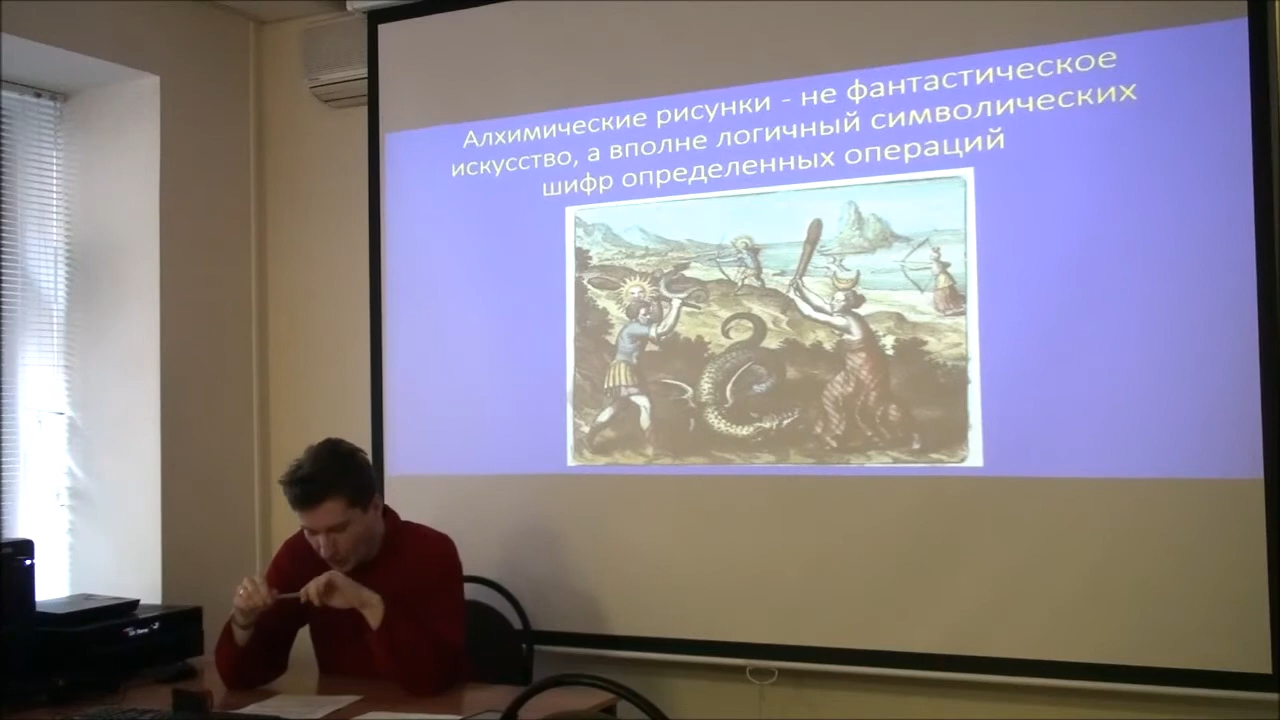 Алхимические рисунки - не фантастическое
искусство, а вполне логичный символических
шифр определенных операций